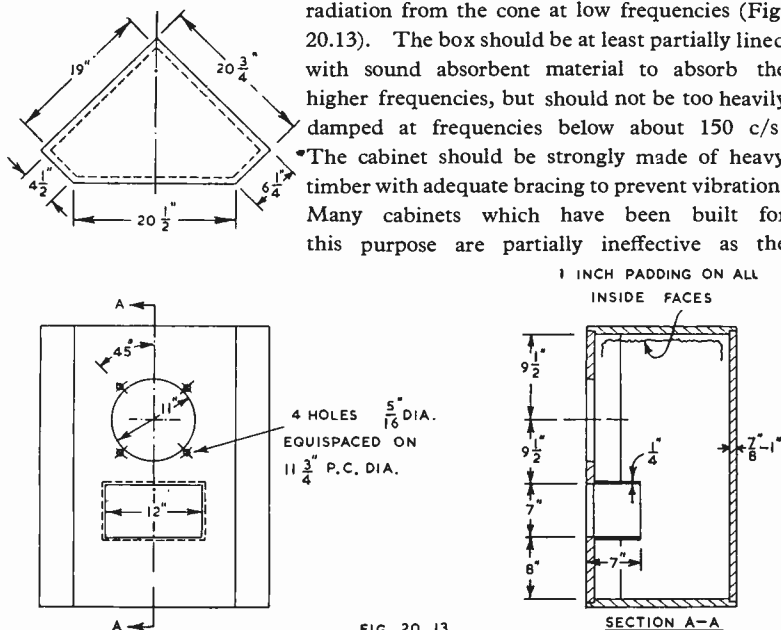 radiation from the cone at low frequencies (Fig.
20.13). The box should be at least partially lined
with sound absorbent material to absorb the
higher frequencies, but should not be too heavily
damped at frequencies below about 150 c/s.
The cabinet should be strongly made of heavy
timber with adequate bracing to prevent vibration.
Many cabinets which have been built for
this purpose are partially ineffective as the
19"
20 3/4"
4 1/2"
6 1/4"
20 1/2"
1 INCH PADDING ON ALL
INSIDE FACES
A
45°
11"
4 HOLES 5/16" DIA.
EQUISPACED ON
11 3/4" P.C. DIA.
12"
A
9 1/2"
9 1/2"
1/4"
7/8"-1"
7"
7"
8"
FIG. 20.13
SECTION A-A